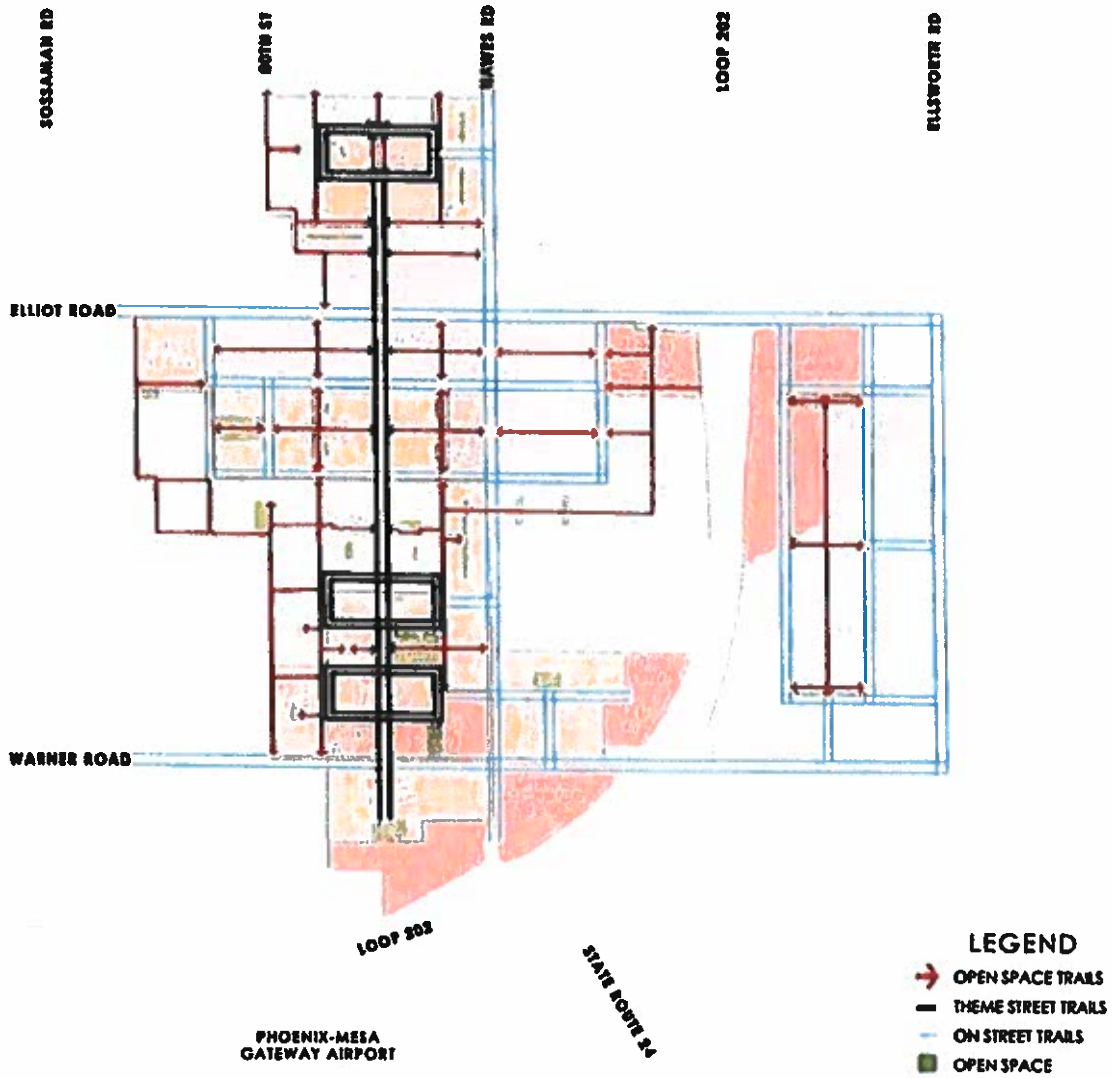 SOSSAMAN RD
80TH ST
HAWES RD
LOOP 202
ELLSWORTH RD
ELLIOT ROAD
WARNER ROAD
LOOP 202
STATE ROUTE 24
PHOENIX-MESA
GATEWAY AIRPORT
LEGEND
OPEN SPACE TRAILS
THEME STREET TRAILS
ON STREET TRAILS
OPEN SPACE